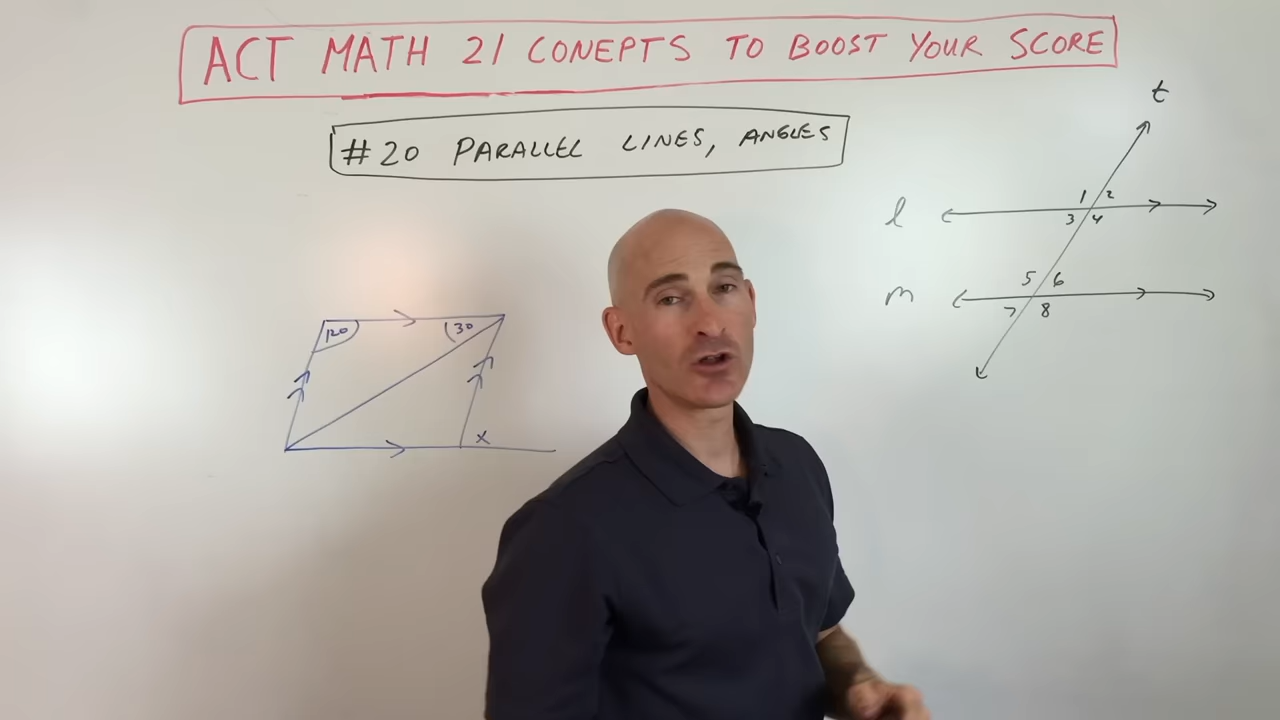 ACT MATH 21 CONEPTS TO BOOST YOUR SCORE
#20 PARALLEL LINES, ANGLES
t
l 1 2
3 4
m 5 6
7 8
120 30
x